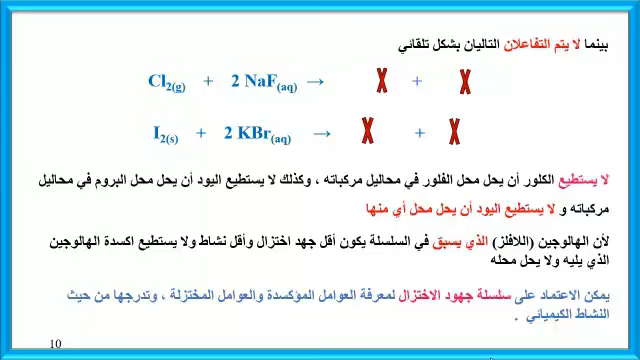 بينما لا يتم التفاعلان التاليان بشكل تلقائي
Cl2(g) + 2 NaF(aq) → X + X
I2(s) + 2 KBr(aq) → X + X
لا يستطيع الكلور أن يحل محل الفلور في محاليل مركباته ، وكذلك لا يستطيع اليود أن يحل محل البروم في محاليل
مركباته و لا يستطيع اليود أن يحل محل أي منها
لأن الهالوجين (اللافلز) الذي يسبق في السلسلة يكون أقل جهد اختزال وأقل نشاط ولا يستطيع اكسدة الهالوجين
الذي يليه ولا يحل محله
يمكن الاعتماد على سلسلة جهود الاختزال لمعرفة العوامل المؤكسدة والعوامل المختزلة ، وتدرجها من حيث
النشاط الكيميائي .
10